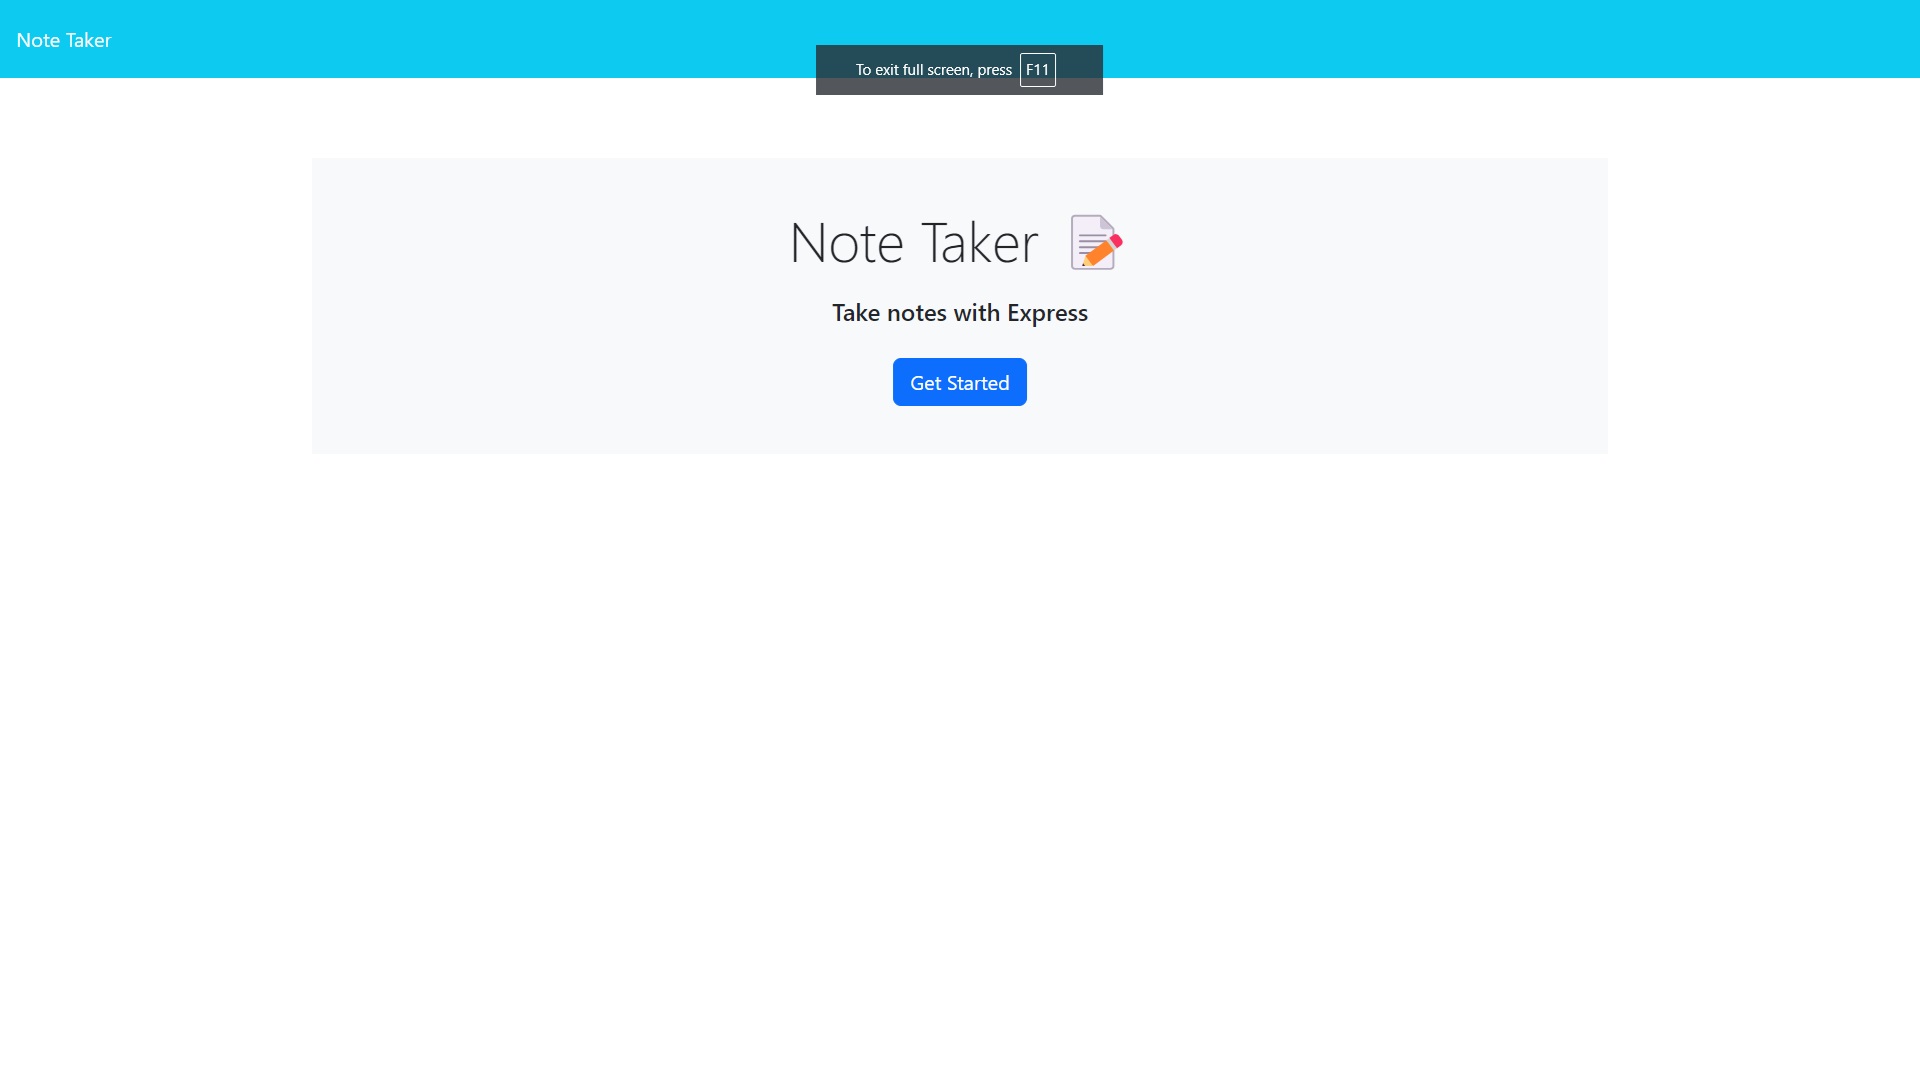 Note Taker
To exit full screen, press F11
Note Taker
Take notes with Express
Get Started